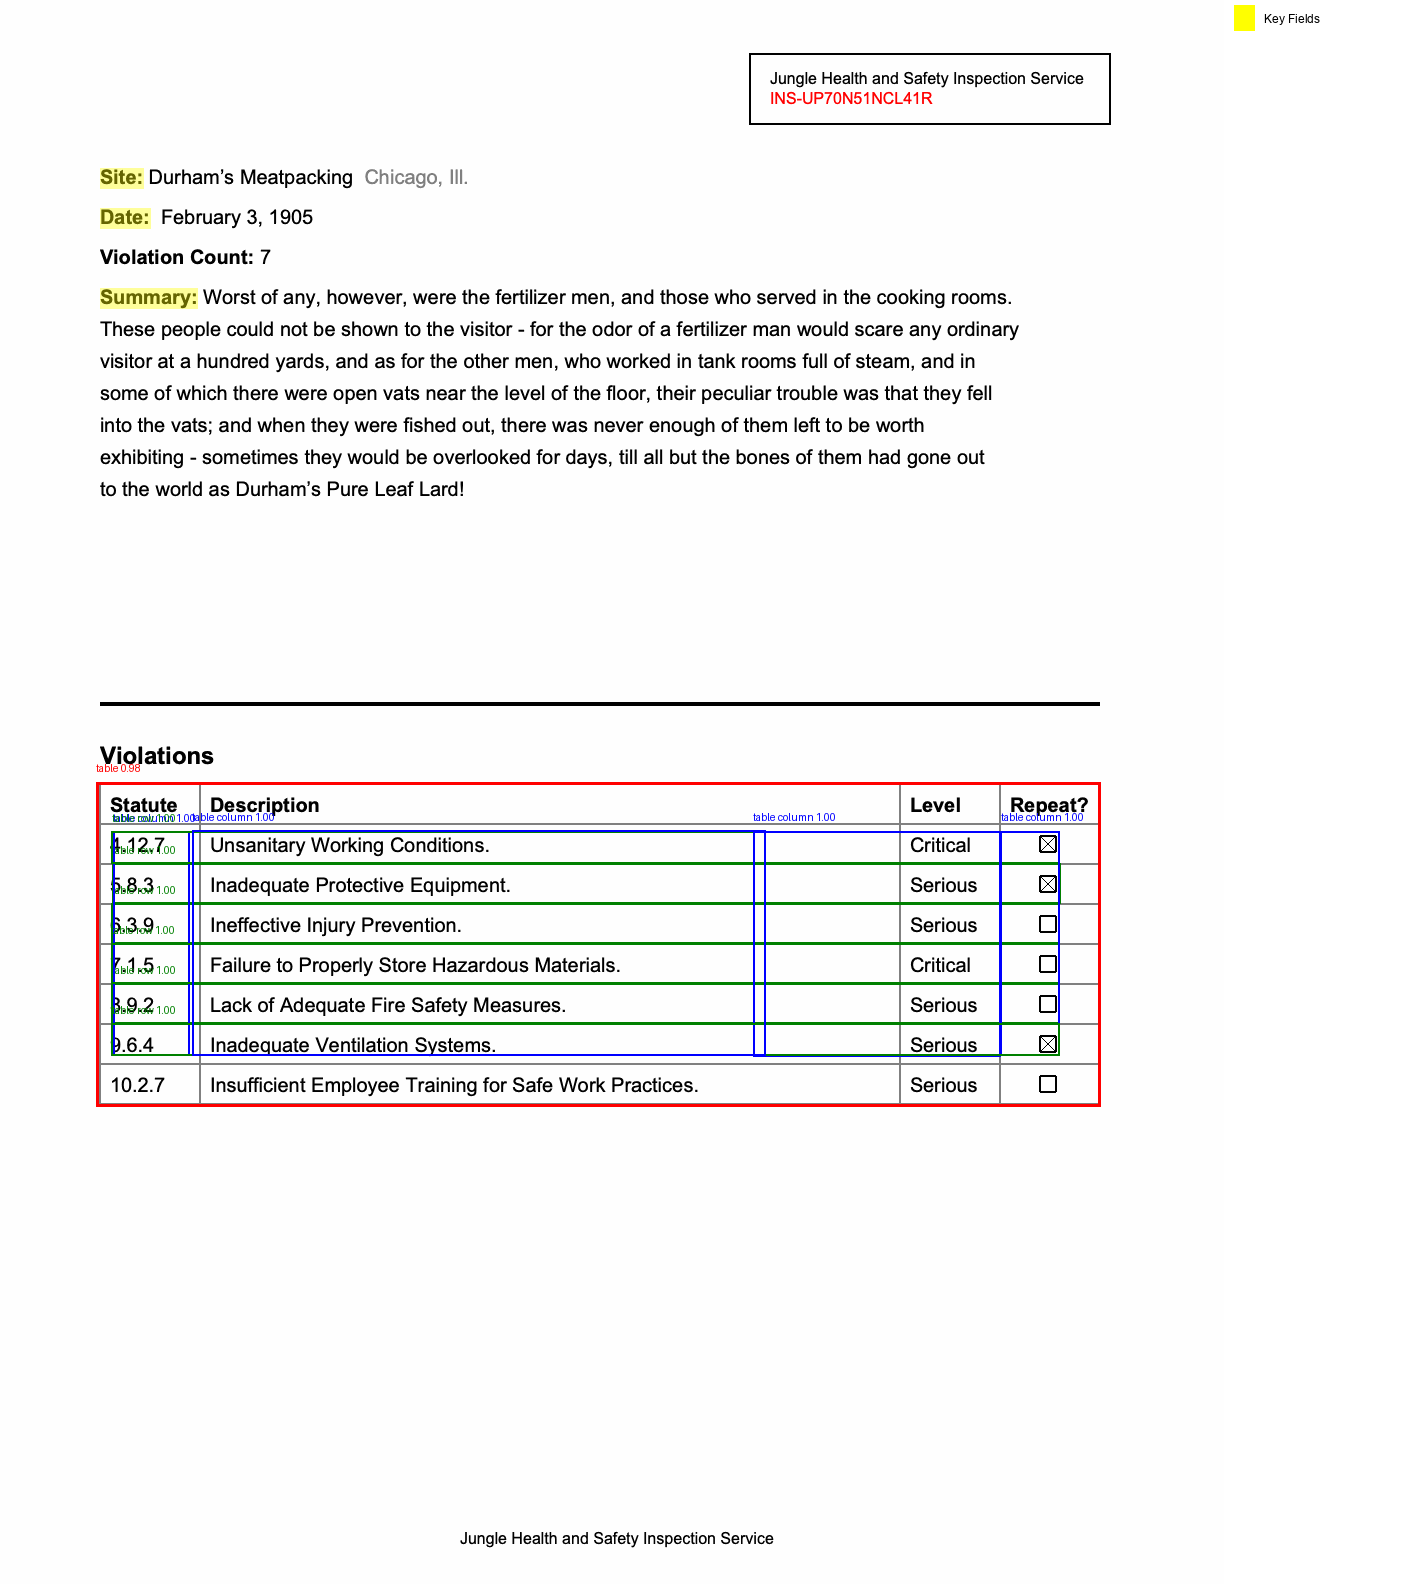 Key Fields
Jungle Health and Safety Inspection Service
INS-UP70N51NCL41R
Site: Durham’s Meatpacking Chicago, Ill.
Date: February 3, 1905
Violation Count: 7
Summary: Worst of any, however, were the fertilizer men, and those who served in the cooking rooms.
These people could not be shown to the visitor - for the odor of a fertilizer man would scare any ordinary
visitor at a hundred yards, and as for the other men, who worked in tank rooms full of steam, and in
some of which there were open vats near the level of the floor, their peculiar trouble was that they fell
into the vats; and when they were fished out, there was never enough of them left to be worth
exhibiting - sometimes they would be overlooked for days, till all but the bones of them had gone out
to the world as Durham’s Pure Leaf Lard!
Violations
table 0.98
Statute Description Level Repeat?
table column 1.00 table column 1.00 table column 1.00
4.12.7 Unsanitary Working Conditions. Critical
table row 1.00
5.8.3 Inadequate Protective Equipment. Serious
table row 1.00
6.3.9 Ineffective Injury Prevention. Serious
table row 1.00
7.1.5 Failure to Properly Store Hazardous Materials. Critical
table row 1.00
8.9.2 Lack of Adequate Fire Safety Measures. Serious
table row 1.00
9.6.4 Inadequate Ventilation Systems. Serious
10.2.7 Insufficient Employee Training for Safe Work Practices. Serious
Jungle Health and Safety Inspection Service